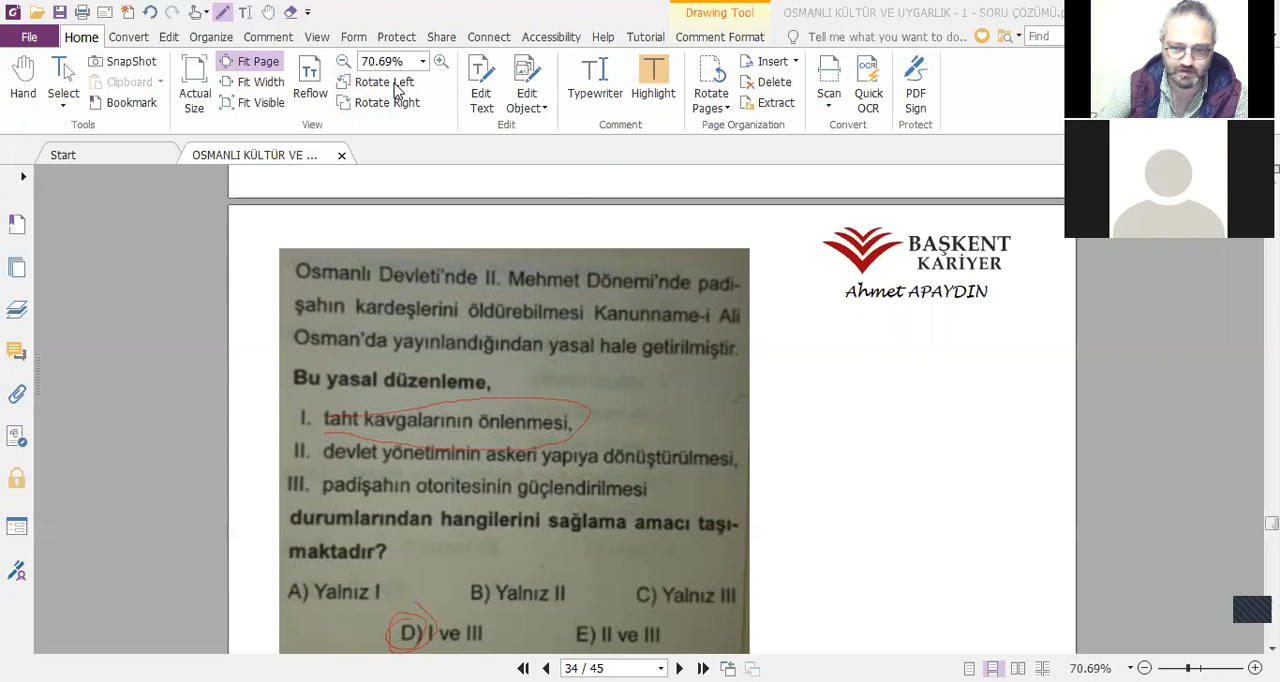 Drawing Tool
OSMANLI KÜLTÜR VE UYGARLIK - 1 - SORU ÇÖZÜMÜ.p
File Home Convert Edit Organize Comment View Form Protect Share Connect Accessibility Help Tutorial Comment Format Tell me what you want to do.. Find
Hand
Select
SnapShot
Clipboard
Bookmark
Tools
Actual Size
Fit Page
Fit Width
Fit Visible
Reflow
70.69%
Rotate Left
Rotate Right
View
Edit Text
Edit Object
Edit
Typewriter
Highlight
Comment
Rotate Pages
Insert
Delete
Extract
Page Organization
Scan
Quick OCR
Convert
PDF Sign
Protect
Start
OSMANLI KÜLTÜR VE ...
BAŞKENT
KARİYER
Ahmet APAYDIN
Osmanlı Devleti'nde II. Mehmet Dönemi'nde padi-
şahın kardeşlerini öldürebilmesi Kanunname-i Ali
Osman'da yayınlandığından yasal hale getirilmiştir.
Bu yasal düzenleme,
I. taht kavgalarının önlenmesi,
II. devlet yönetiminin askeri yapıya dönüştürülmesi,
III. padişahın otoritesinin güçlendirilmesi
durumlarından hangilerini sağlama amacı taşı-
maktadır?
A) Yalnız I B) Yalnız II C) Yalnız III
D) I ve III E) II ve III
34 / 45
70.69%